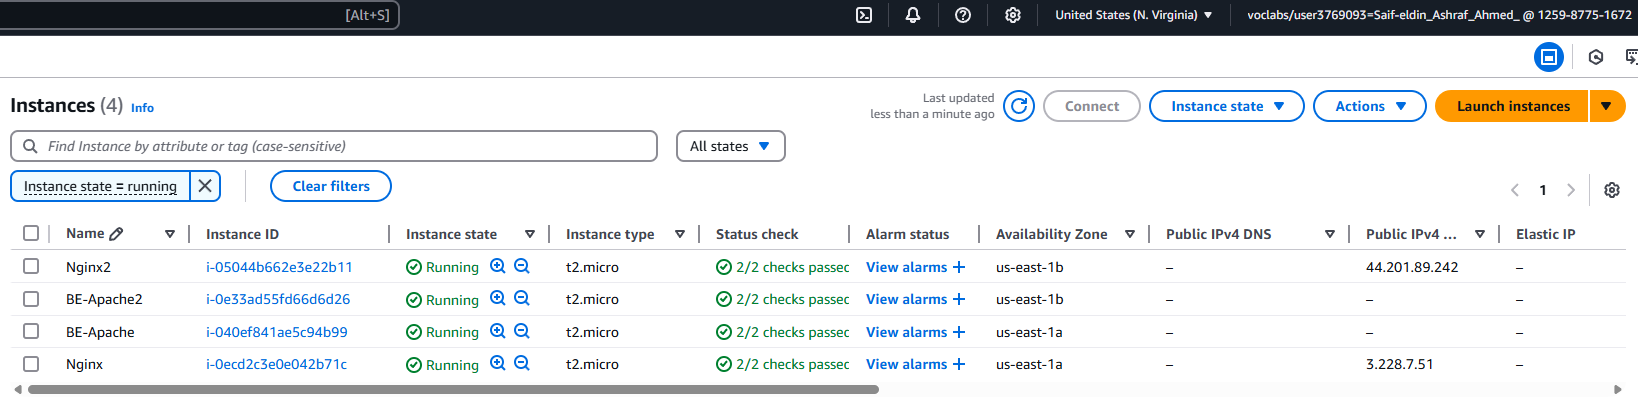 [Alt+S] United States (N. Virginia) voclabs/user3769093=Saif-eldin_Ashraf_Ahmed_ @ 1259-8775-1672
Instances (4) Info Last updated less than a minute ago Connect Instance state Actions Launch instances
Find Instance by attribute or tag (case-sensitive) All states
Instance state = running Clear filters 1
Name Instance ID Instance state Instance type Status check Alarm status Availability Zone Public IPv4 DNS Public IPv4 ... Elastic IP
Nginx2 i-05044b662e3e22b11 Running t2.micro 2/2 checks passec View alarms + us-east-1b – 44.201.89.242 –
BE-Apache2 i-0e33ad55fd66d6d26 Running t2.micro 2/2 checks passec View alarms + us-east-1b – – –
BE-Apache i-040ef841ae5c94b99 Running t2.micro 2/2 checks passec View alarms + us-east-1a – – –
Nginx i-0ecd2c3e0e042b71c Running t2.micro 2/2 checks passec View alarms + us-east-1a – 3.228.7.51 –